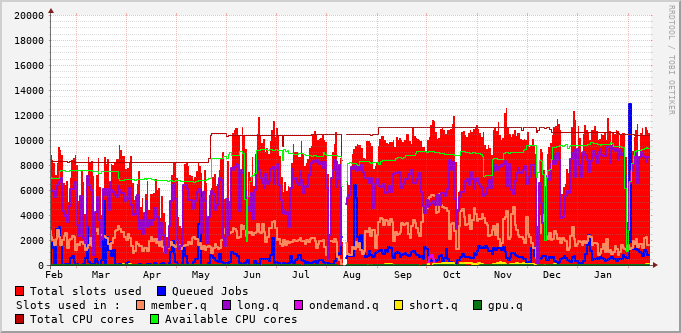 20000
18000
16000
14000
12000
10000
8000
6000
4000
2000
0
Feb Mar Apr May Jun Jul Aug Sep Oct Nov Dec Jan
RRDTOOL / TOBI OETIKER
Total slots used Queued Jobs
Slots used in : member.q long.q ondemand.q short.q gpu.q
Total CPU cores Available CPU cores